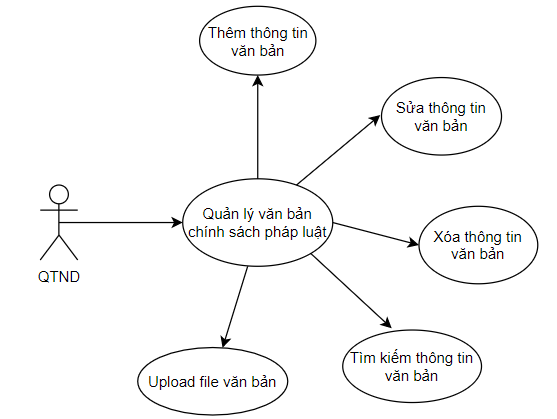 Thêm thông tin
văn bản
Sửa thông tin
văn bản
Quản lý văn bản
chính sách pháp luật
Xóa thông tin
văn bản
QTND
Tìm kiếm thông tin
văn bản
Upload file văn bản